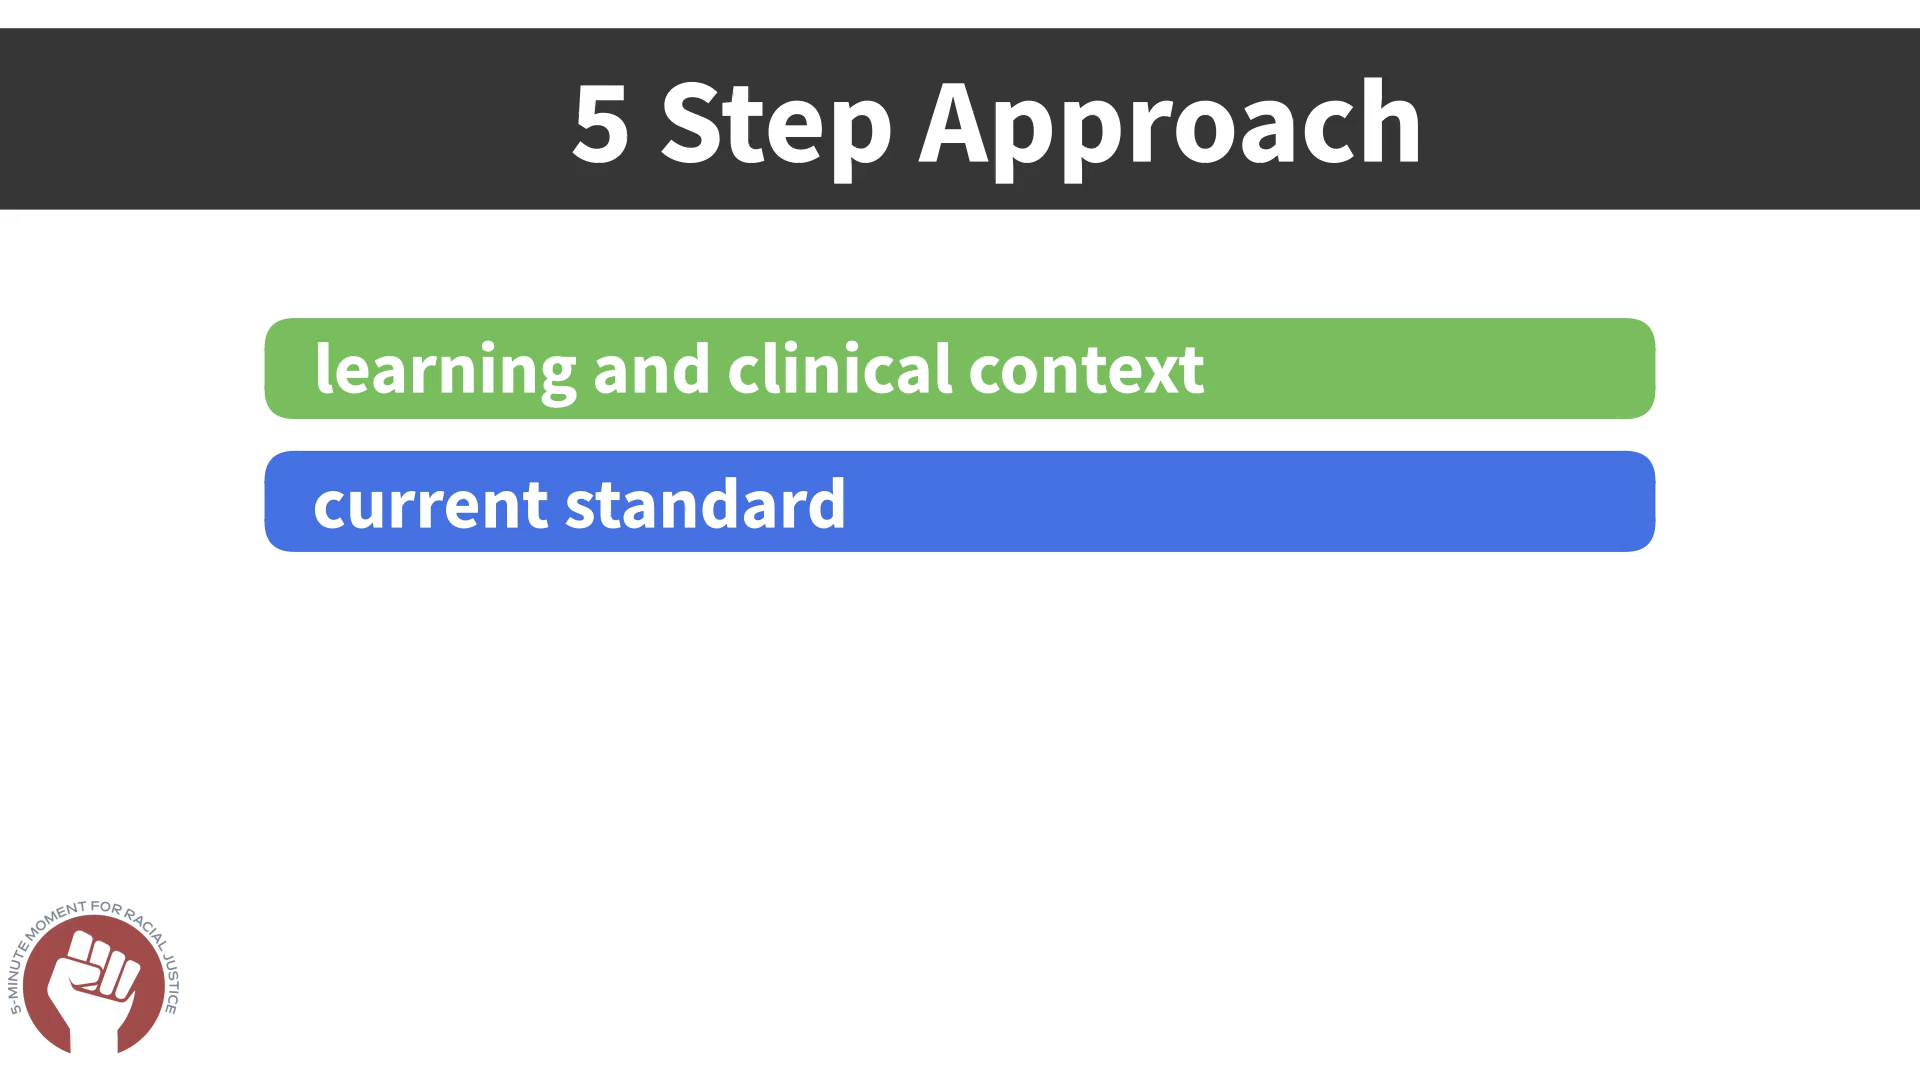 5 Step Approach
learning and clinical context
current standard
5-MINUTE MOMENT FOR RACIAL JUSTICE